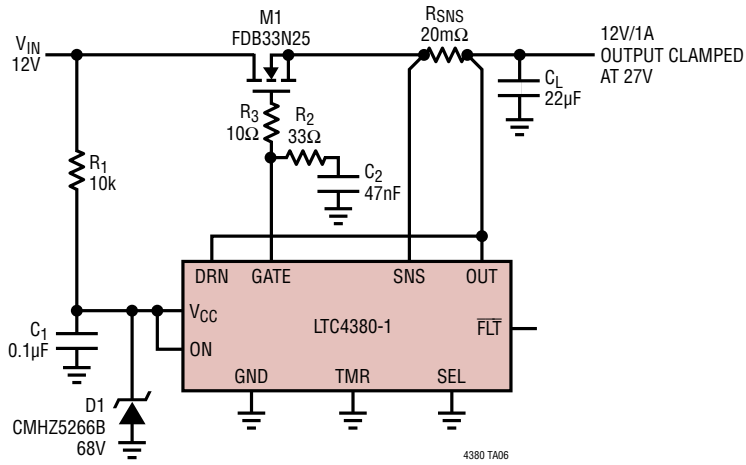 M1
FDB33N25
RSNS
20mΩ
VIN
12V
12V/1A
OUTPUT CLAMPED
AT 27V
CL
22µF
R3
10Ω
R2
33Ω
C2
47nF
R1
10k
DRN
GATE
SNS
OUT
VCC
LTC4380-1
FLT
ON
C1
0.1µF
GND
TMR
SEL
D1
CMHZ5266B
68V
4380 TA06